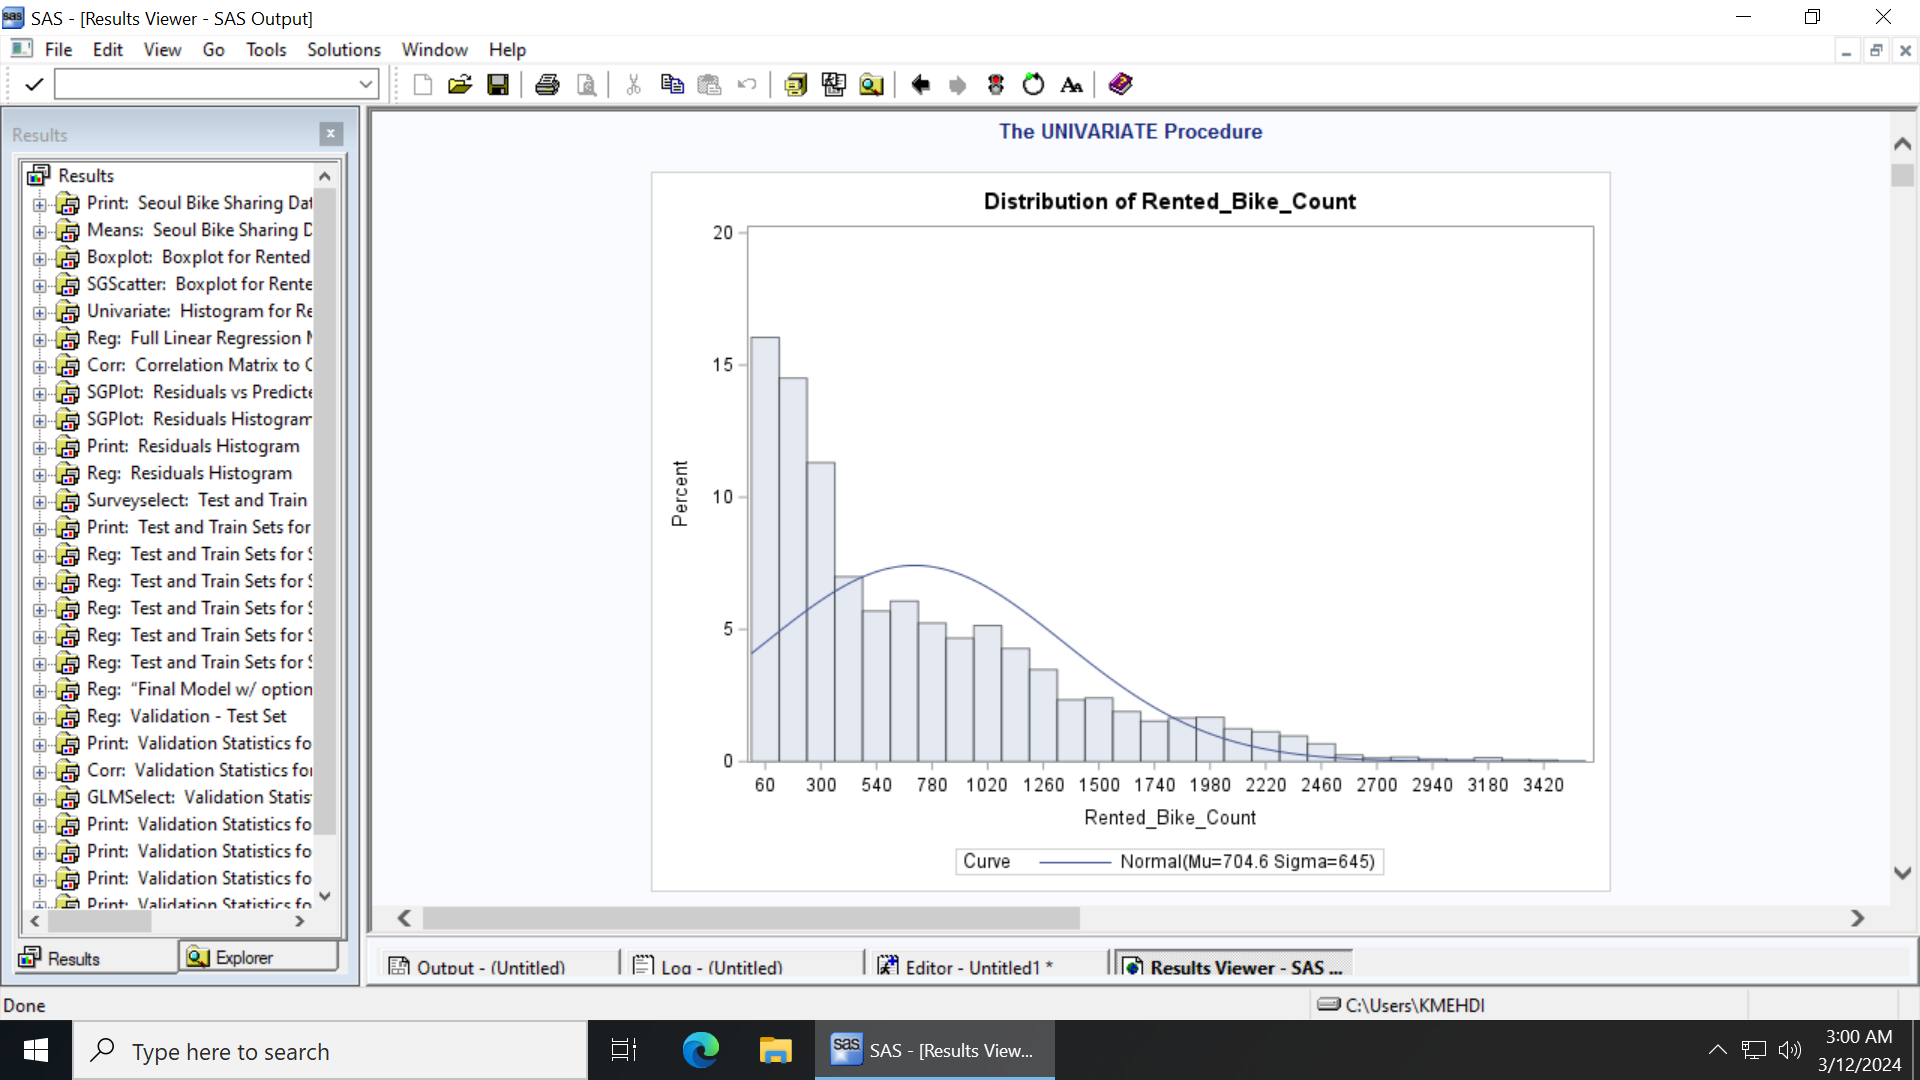 SAS - [Results Viewer - SAS Output]
File Edit View Go Tools Solutions Window Help
Results
Results
Print: Seoul Bike Sharing Dat
Means: Seoul Bike Sharing D
Boxplot: Boxplot for Rented
SGScatter: Boxplot for Rente
Univariate: Histogram for Re
Reg: Full Linear Regression M
Corr: Correlation Matrix to C
SGPlot: Residuals vs Predicte
SGPlot: Residuals Histogram
Print: Residuals Histogram
Reg: Residuals Histogram
Surveyselect: Test and Train
Print: Test and Train Sets for
Reg: Test and Train Sets for S
Reg: Test and Train Sets for S
Reg: Test and Train Sets for S
Reg: Test and Train Sets for S
Reg: Test and Train Sets for S
Reg: “Final Model w/ option
Reg: Validation - Test Set
Print: Validation Statistics fo
Corr: Validation Statistics for
GLMSelect: Validation Statis
Print: Validation Statistics fo
Print: Validation Statistics fo
Print: Validation Statistics fo
Print: Validation Statistics fo
Results Explorer
The UNIVARIATE Procedure
Distribution of Rented_Bike_Count
20
15
10
5
0
Percent
60 300 540 780 1020 1260 1500 1740 1980 2220 2460 2700 2940 3180 3420
Rented_Bike_Count
Curve Normal(Mu=704.6 Sigma=645)
Output - (Untitled) Log - (Untitled) Editor - Untitled1 * Results Viewer - SAS ...
Done C:\Users\KMEHDI
Type here to search
sas SAS - [Results View...
3:00 AM
3/12/2024